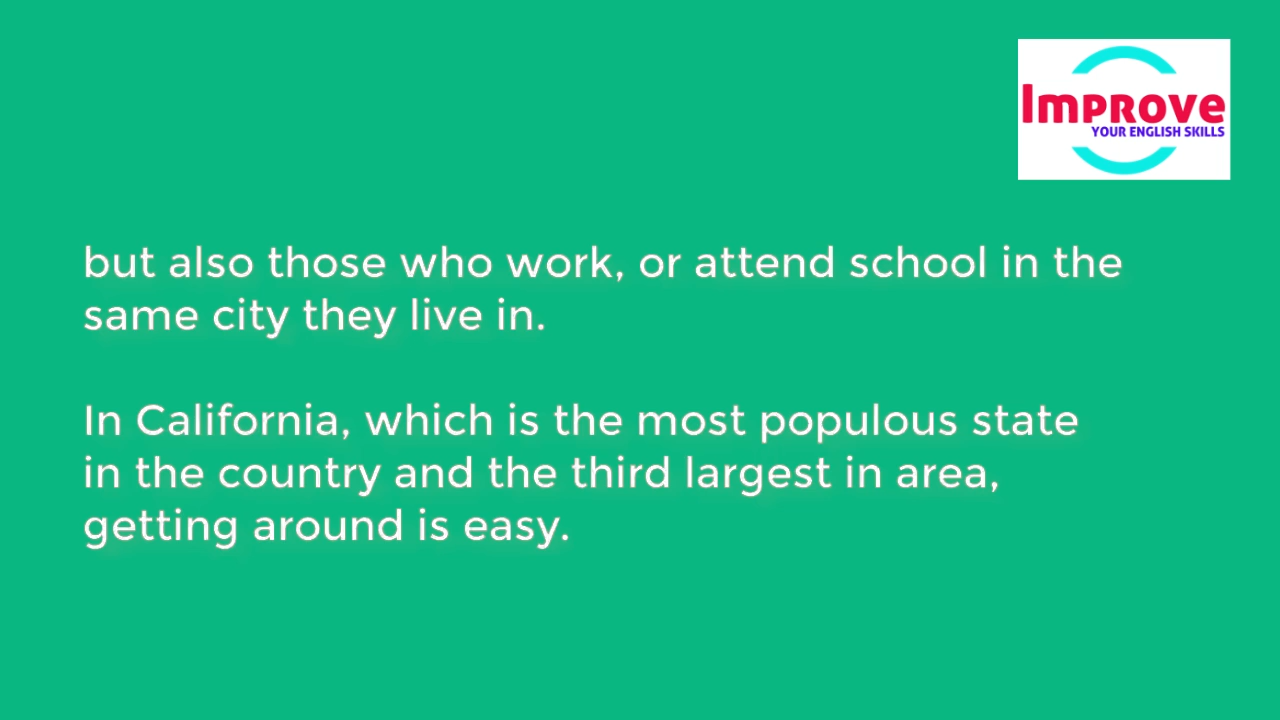 Improve
YOUR ENGLISH SKILLS
but also those who work, or attend school in the
same city they live in.
In California, which is the most populous state
in the country and the third largest in area,
getting around is easy.